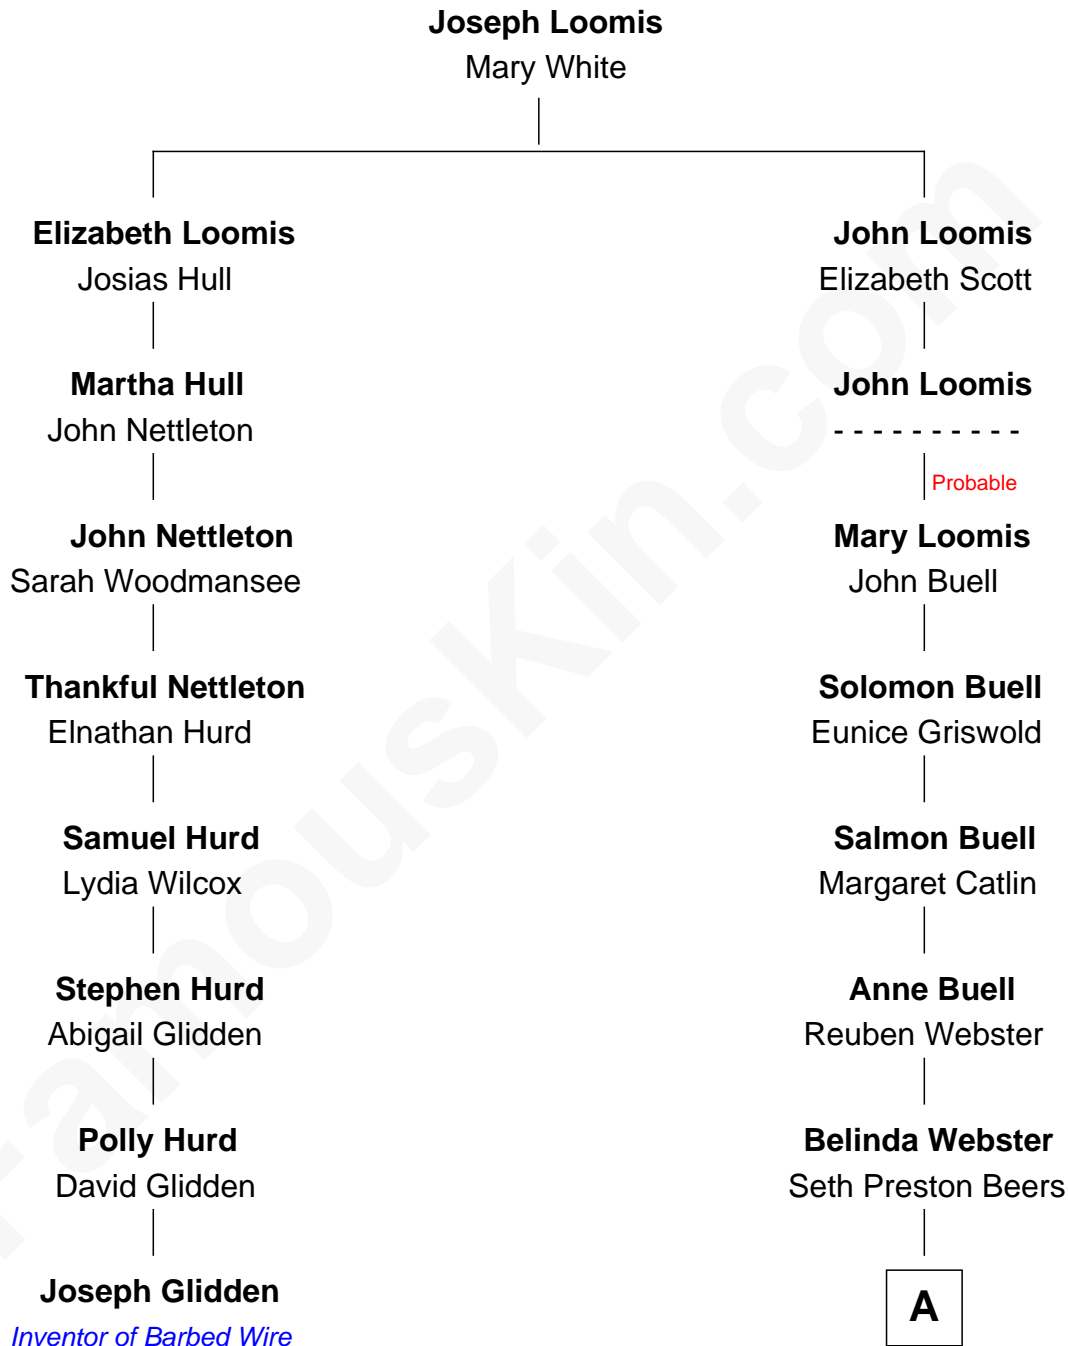 Joseph Loomis
Mary White
Elizabeth Loomis
Josias Hull
John Loomis
Elizabeth Scott
Martha Hull
John Nettleton
John Loomis
- - - - - - - - - -
Probable
John Nettleton
Sarah Woodmansee
Mary Loomis
John Buell
Thankful Nettleton
Elnathan Hurd
Solomon Buell
Eunice Griswold
Samuel Hurd
Lydia Wilcox
Salmon Buell
Margaret Catlin
Stephen Hurd
Abigail Glidden
Anne Buell
Reuben Webster
Polly Hurd
David Glidden
Belinda Webster
Seth Preston Beers
Joseph Glidden
Inventor of Barbed Wire
A
FamousKin.com